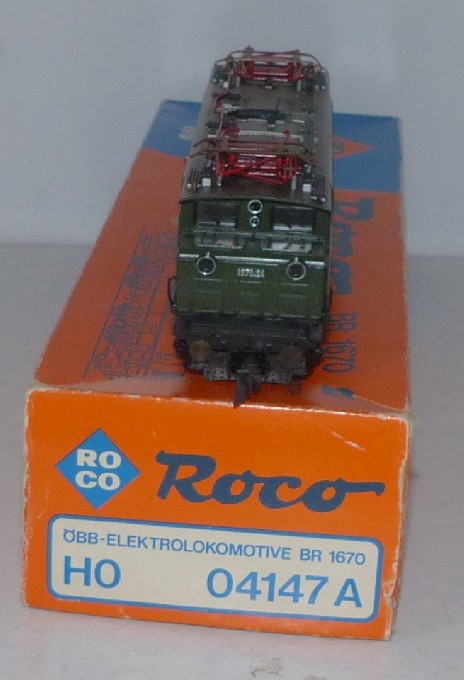 1670.24
Roco
BR 1670
RO
CO
Roco
ÖBB-ELEKTROLOKOMOTIVE BR 1670
HO 04147 A